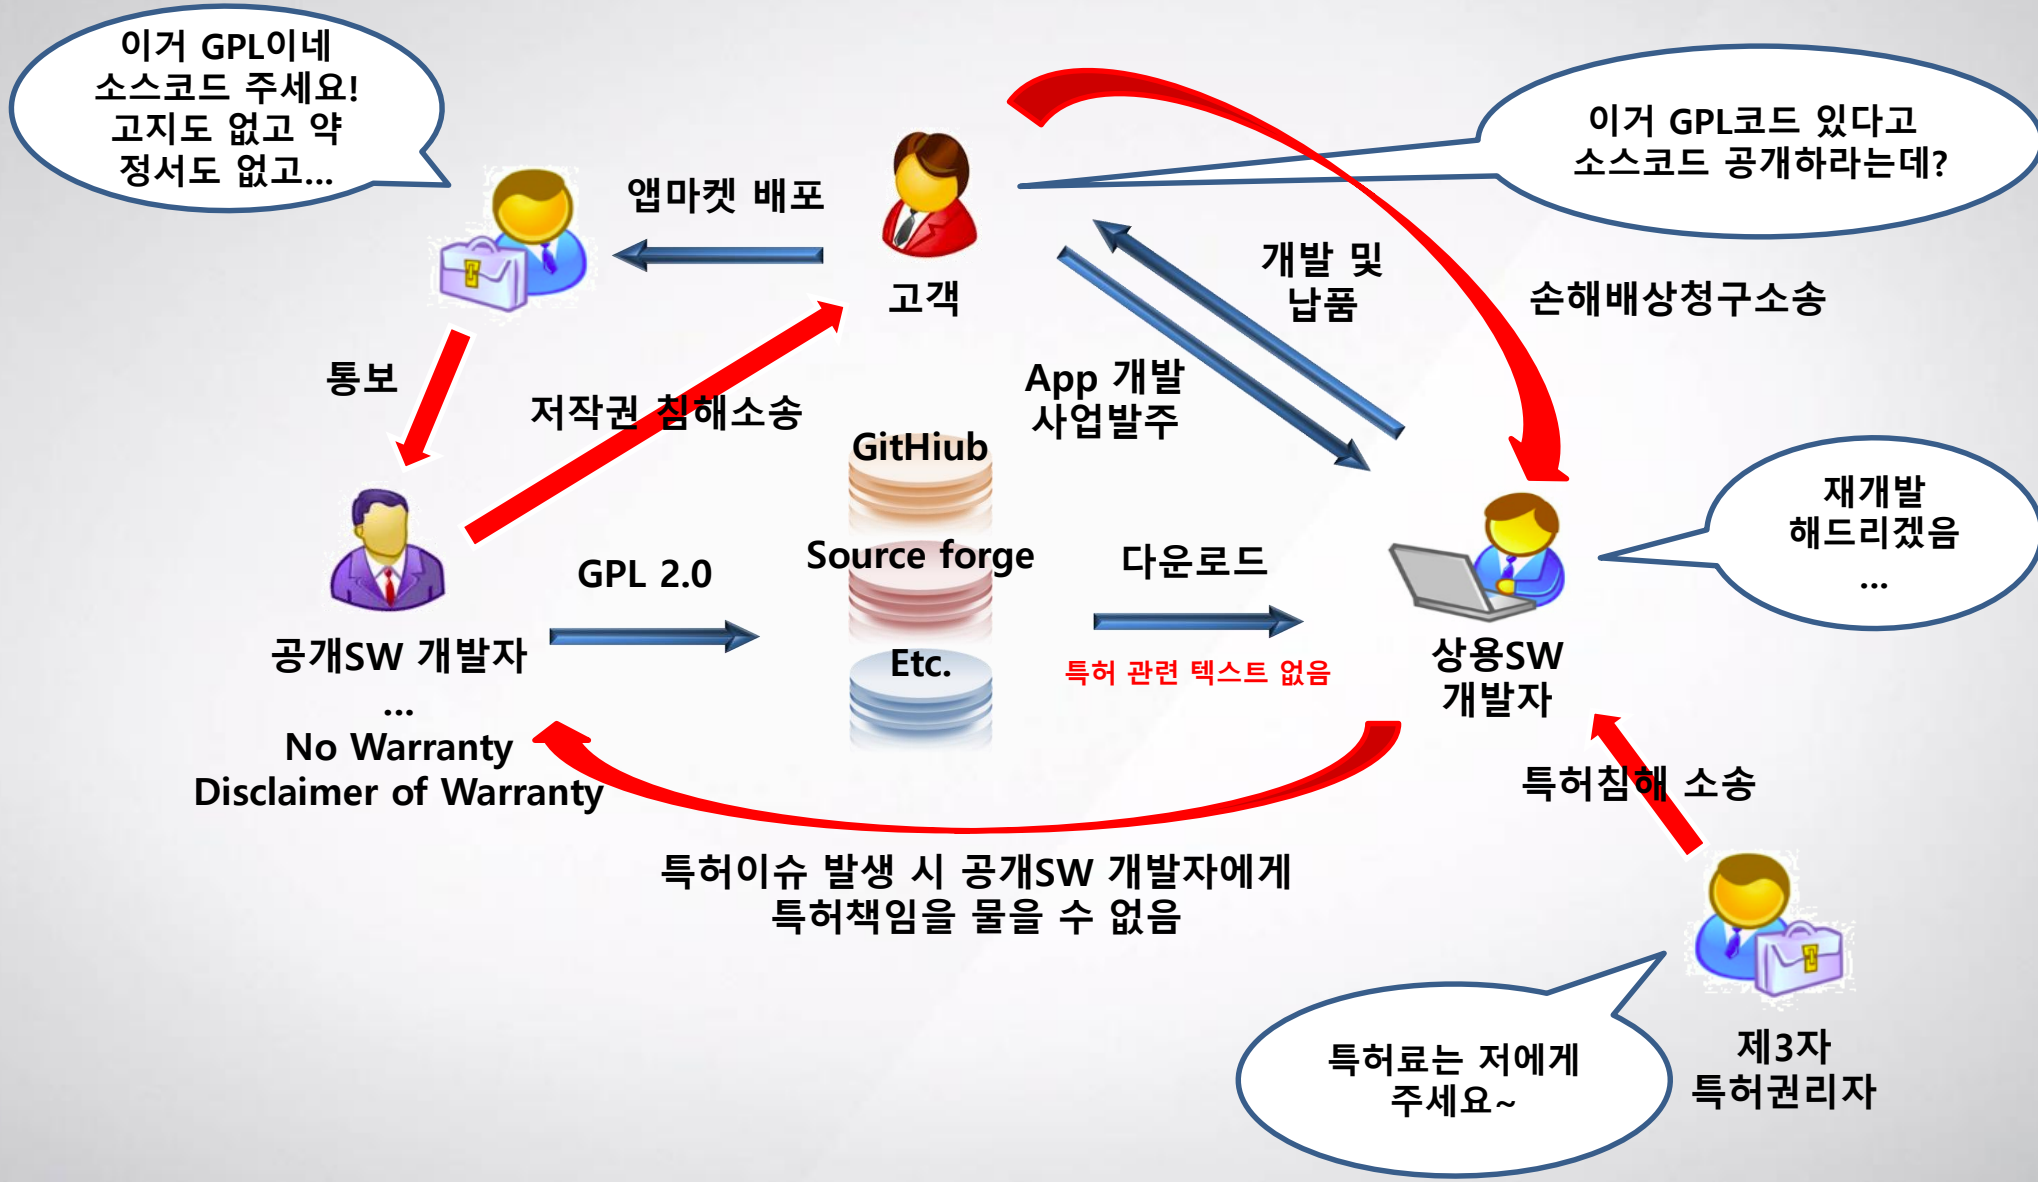 이거 GPL이네
소스코드 주세요!
고지도 없고 약
정서도 없고...
이거 GPL코드 있다고
소스코드 공개하라는데?
앱마켓 배포
고객
개발 및
납품
손해배상청구소송
통보
저작권 침해소송
App 개발
사업발주
GitHiub
Source forge
Etc.
GPL 2.0
다운로드
특허 관련 텍스트 없음
재개발
해드리겠음
...
공개SW 개발자
...
No Warranty
Disclaimer of Warranty
상용SW
개발자
특허침해 소송
특허이슈 발생 시 공개SW 개발자에게
특허책임을 물을 수 없음
특허료는 저에게
주세요~
제3자
특허권리자